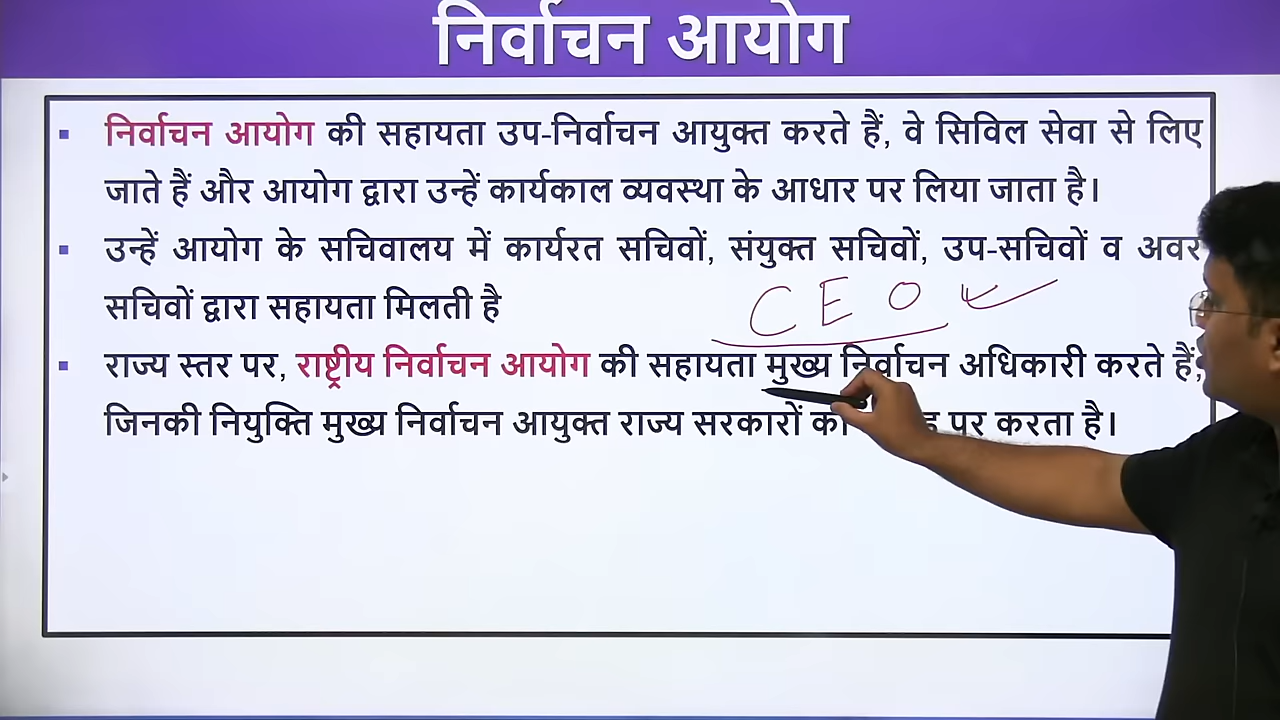 निर्वाचन आयोग
▪ निर्वाचन आयोग की सहायता उप-निर्वाचन आयुक्त करते हैं, वे सिविल सेवा से लिए
जाते हैं और आयोग द्वारा उन्हें कार्यकाल व्यवस्था के आधार पर लिया जाता है।
▪ उन्हें आयोग के सचिवालय में कार्यरत सचिवों, संयुक्त सचिवों, उप-सचिवों व अवर
सचिवों द्वारा सहायता मिलती है
CEO
▪ राज्य स्तर पर, राष्ट्रीय निर्वाचन आयोग की सहायता मुख्य निर्वाचन अधिकारी करते हैं,
जिनकी नियुक्ति मुख्य निर्वाचन आयुक्त राज्य सरकारों पर करता है।